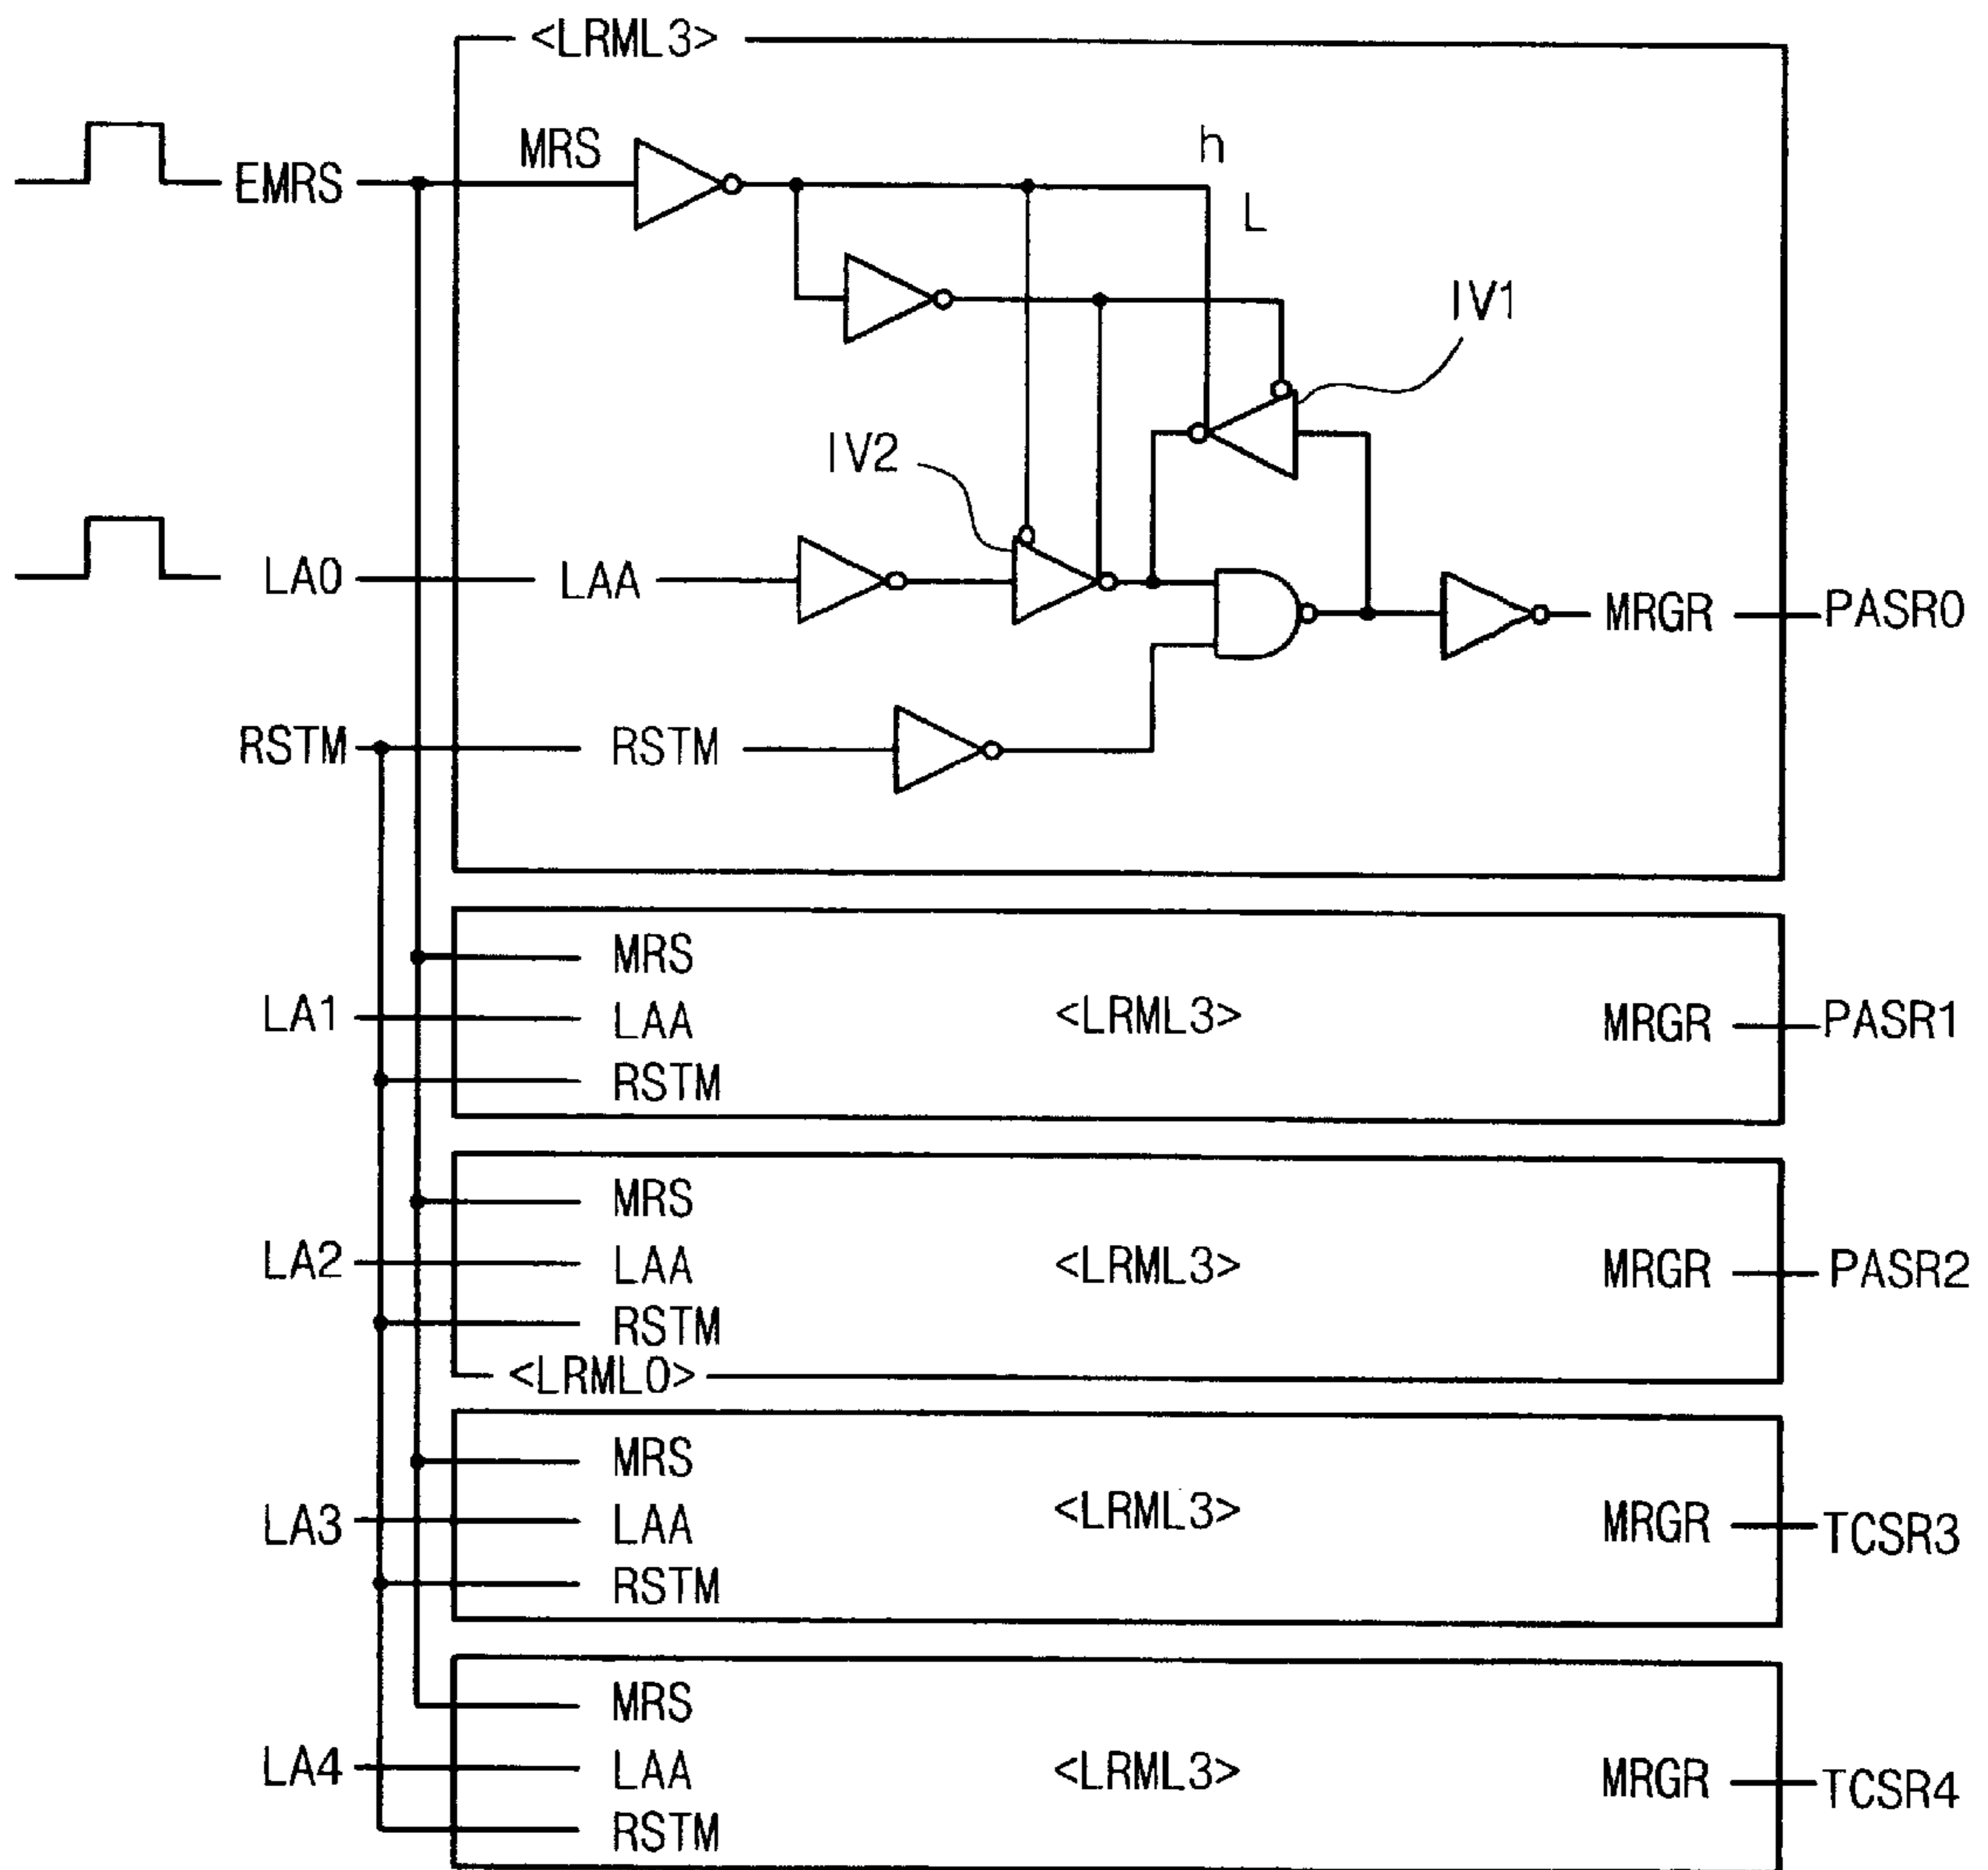 <LRML3>
EMRS
MRS
h
L
IV1
IV2
LA0
LAA
MRGR
PASR0
RSTM
RSTM
MRS
LA1
LAA
<LRML3>
MRGR
PASR1
RSTM
MRS
LA2
LAA
<LRML3>
MRGR
PASR2
RSTM
<LRML0>
MRS
LA3
LAA
<LRML3>
MRGR
TCSR3
RSTM
MRS
LA4
LAA
<LRML3>
MRGR
TCSR4
RSTM